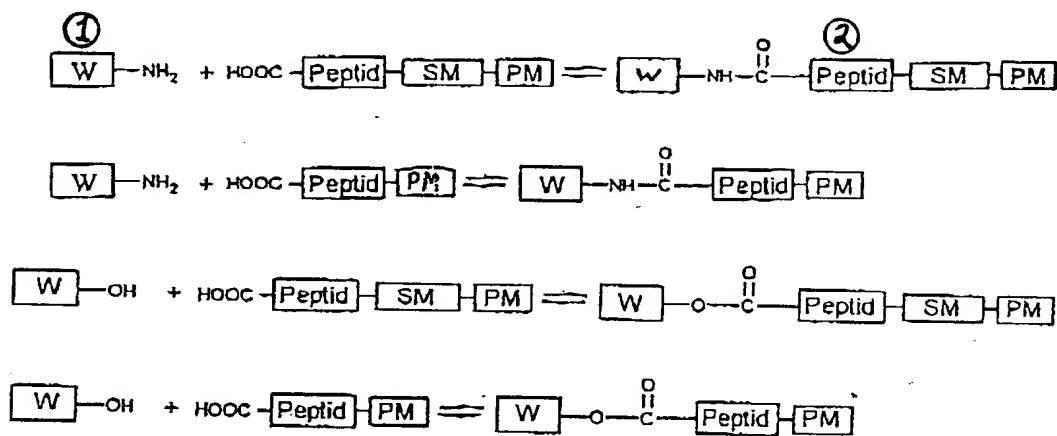 ① ②
W -NH₂ + HOOC- Peptid - SM - PM = W -NH-C(=O)- Peptid - SM - PM
W -NH₂ + HOOC- Peptid - PM = W -NH-C(=O)- Peptid - PM
W -OH + HOOC- Peptid - SM - PM = W -O-C(=O)- Peptid - SM - PM
W -OH + HOOC- Peptid - PM = W -O-C(=O)- Peptid - PM